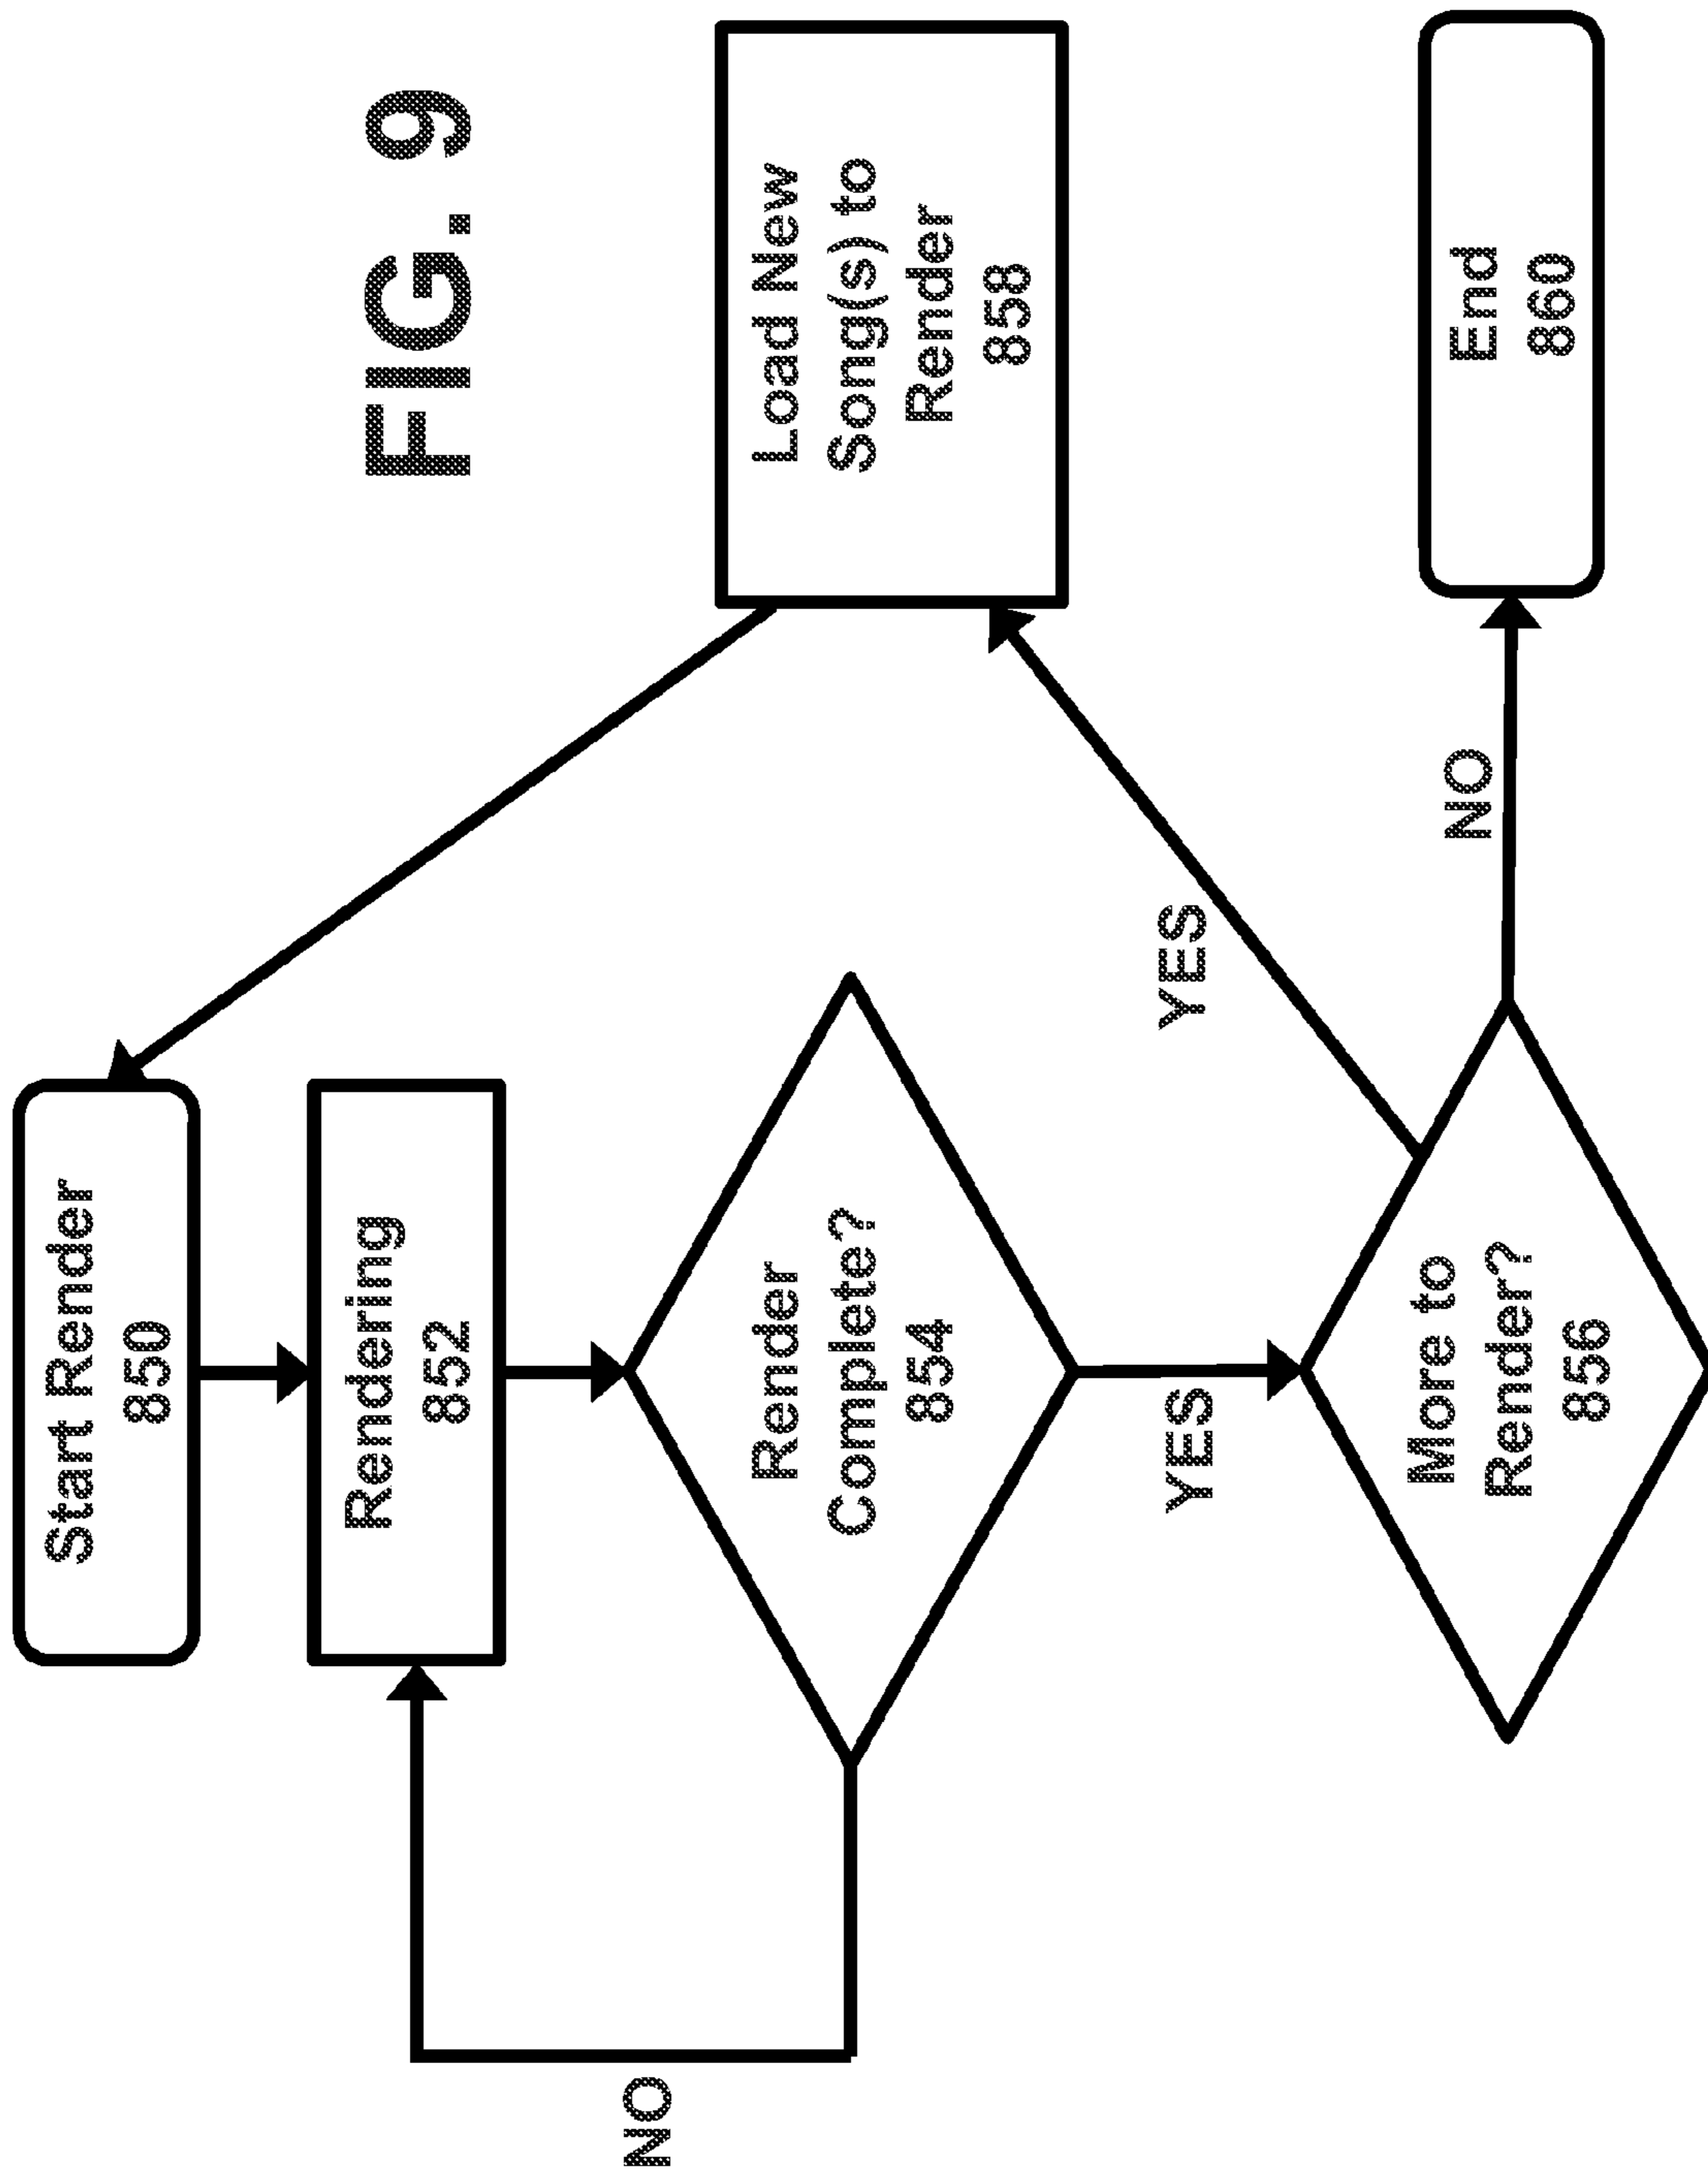 FIG. 9
Start Render
850
Rendering
852
Render
Complete?
854
NO
YES
More to
Render?
856
YES
NO
Load New
Song(s) to
Render
858
End
860